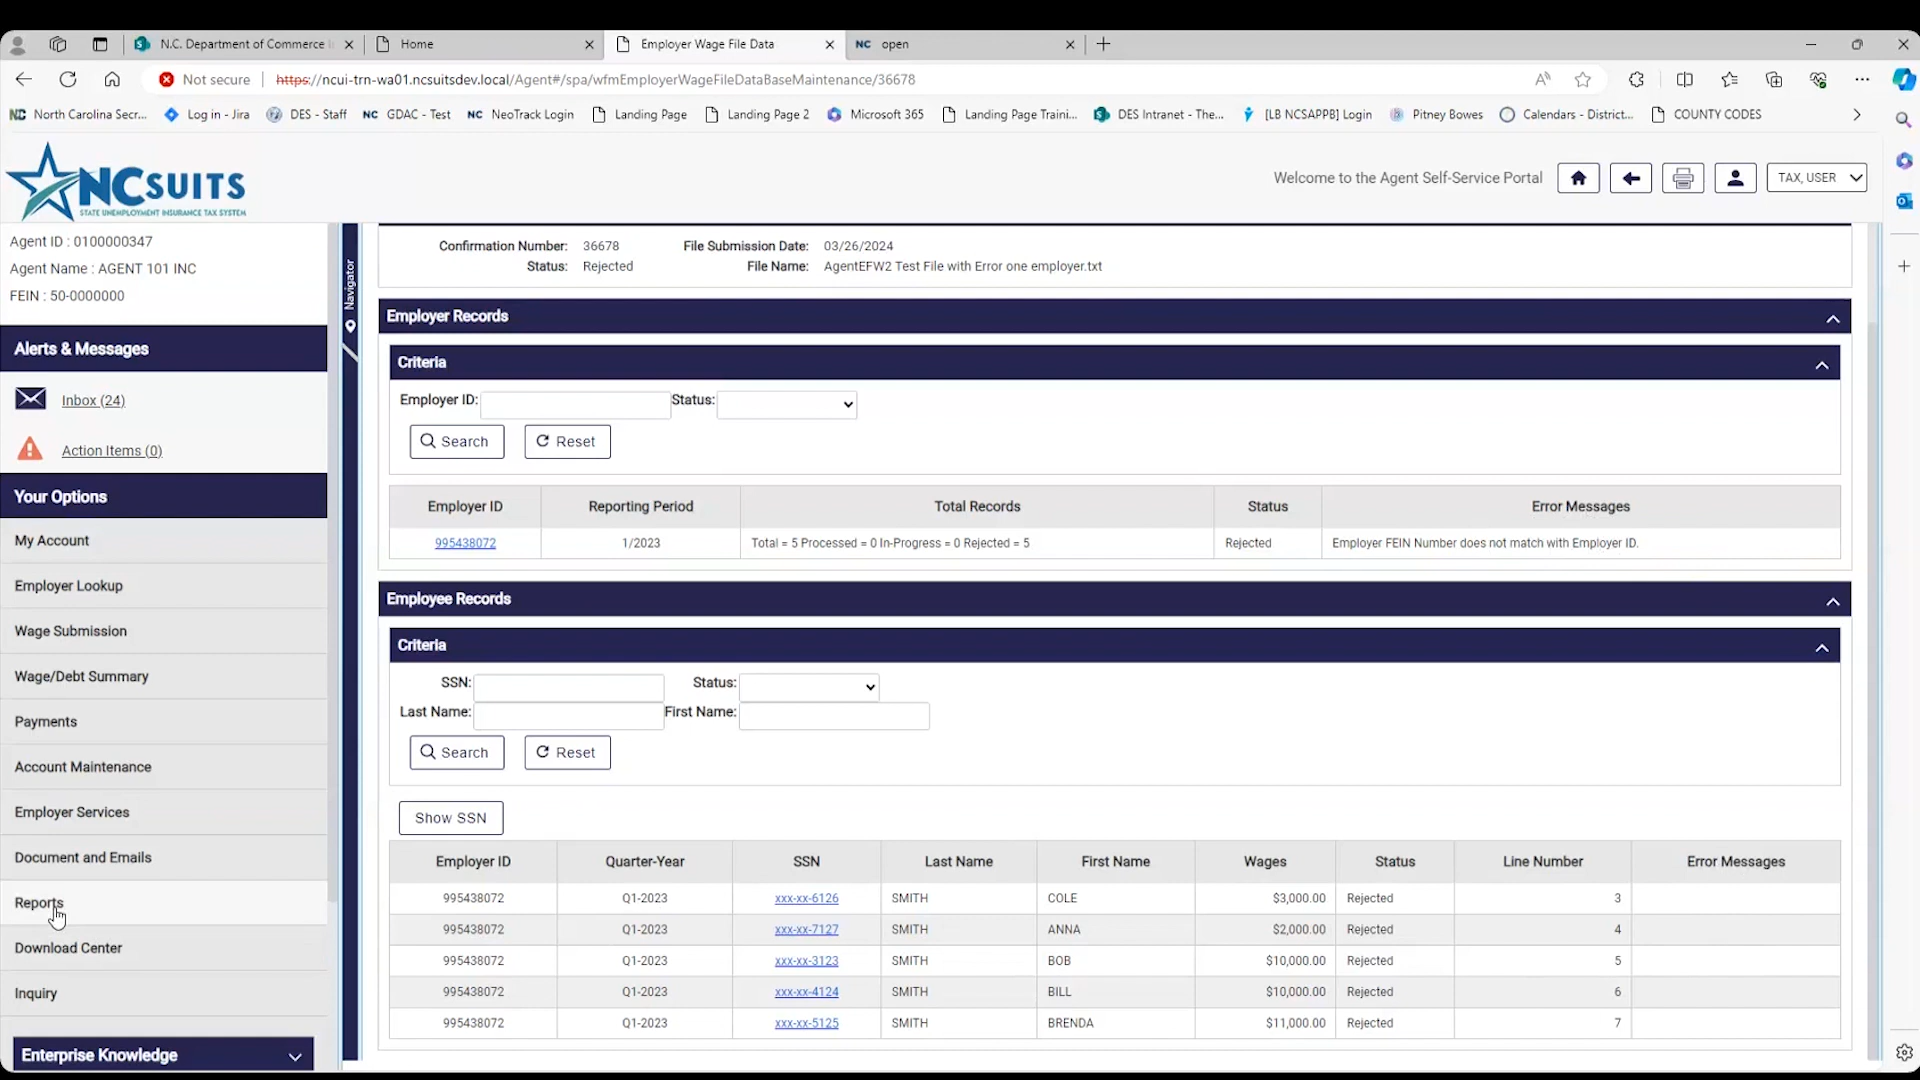 N.C. Department of Commerce
Home
Employer Wage File Data
NC open
Not secure
https://ncui-trn-wa01.ncsuitsdev.local/Agent#/spa/wfmEmployerWageFileDataBaseMaintenance/36678
North Carolina Secr...
Log in - Jira
DES - Staff
NC GDAC - Test
NC NeoTrack Login
Landing Page
Landing Page 2
Microsoft 365
Landing Page Traini...
DES Intranet - The...
[LB NCSAPPB] Login
Pitney Bowes
Calendars - District...
COUNTY CODES
NCSUITS
STATE UNEMPLOYMENT INSURANCE TAX SYSTEM
Welcome to the Agent Self-Service Portal
TAX, USER
Agent ID : 0100000347
Agent Name : AGENT 101 INC
FEIN : 50-0000000
Alerts & Messages
Inbox (24)
Action Items (0)
Your Options
My Account
Employer Lookup
Wage Submission
Wage/Debt Summary
Payments
Account Maintenance
Employer Services
Document and Emails
Reports
Download Center
Inquiry
Enterprise Knowledge
Navigator
Confirmation Number: 36678 File Submission Date: 03/26/2024
Status: Rejected File Name: AgentEFW2 Test File with Error one employer.txt
Employer Records
Criteria
Employer ID: Status:
Search Reset
Employer ID Reporting Period Total Records Status Error Messages
995438072 1/2023 Total = 5 Processed = 0 In-Progress = 0 Rejected = 5 Rejected Employer FEIN Number does not match with Employer ID.
Employee Records
Criteria
SSN: Status:
Last Name: First Name:
Search Reset
Show SSN
Employer ID Quarter-Year SSN Last Name First Name Wages Status Line Number Error Messages
995438072 Q1-2023 xxx-xx-6126 SMITH COLE $3,000.00 Rejected 3
995438072 Q1-2023 xxx-xx-7127 SMITH ANNA $2,000.00 Rejected 4
995438072 Q1-2023 xxx-xx-3123 SMITH BOB $10,000.00 Rejected 5
995438072 Q1-2023 xxx-xx-4124 SMITH BILL $10,000.00 Rejected 6
995438072 Q1-2023 xxx-xx-5125 SMITH BRENDA $11,000.00 Rejected 7